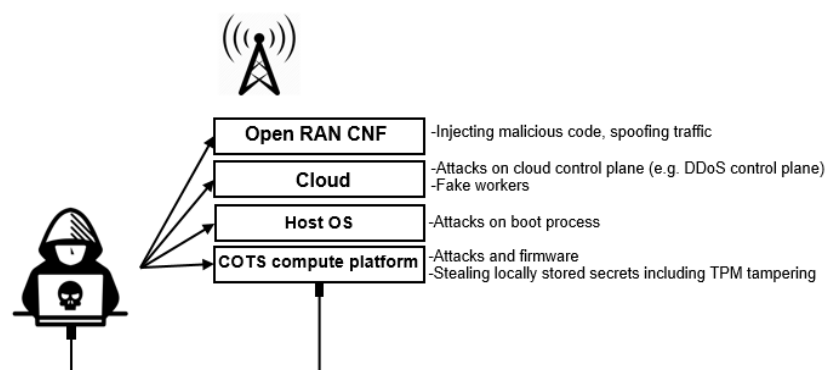 Open RAN CNF
-Injecting malicious code, spoofing traffic
Cloud
-Attacks on cloud control plane (e.g. DDoS control plane)
-Fake workers
Host OS
-Attacks on boot process
COTS compute platform
-Attacks and firmware
-Stealing locally stored secrets including TPM tampering